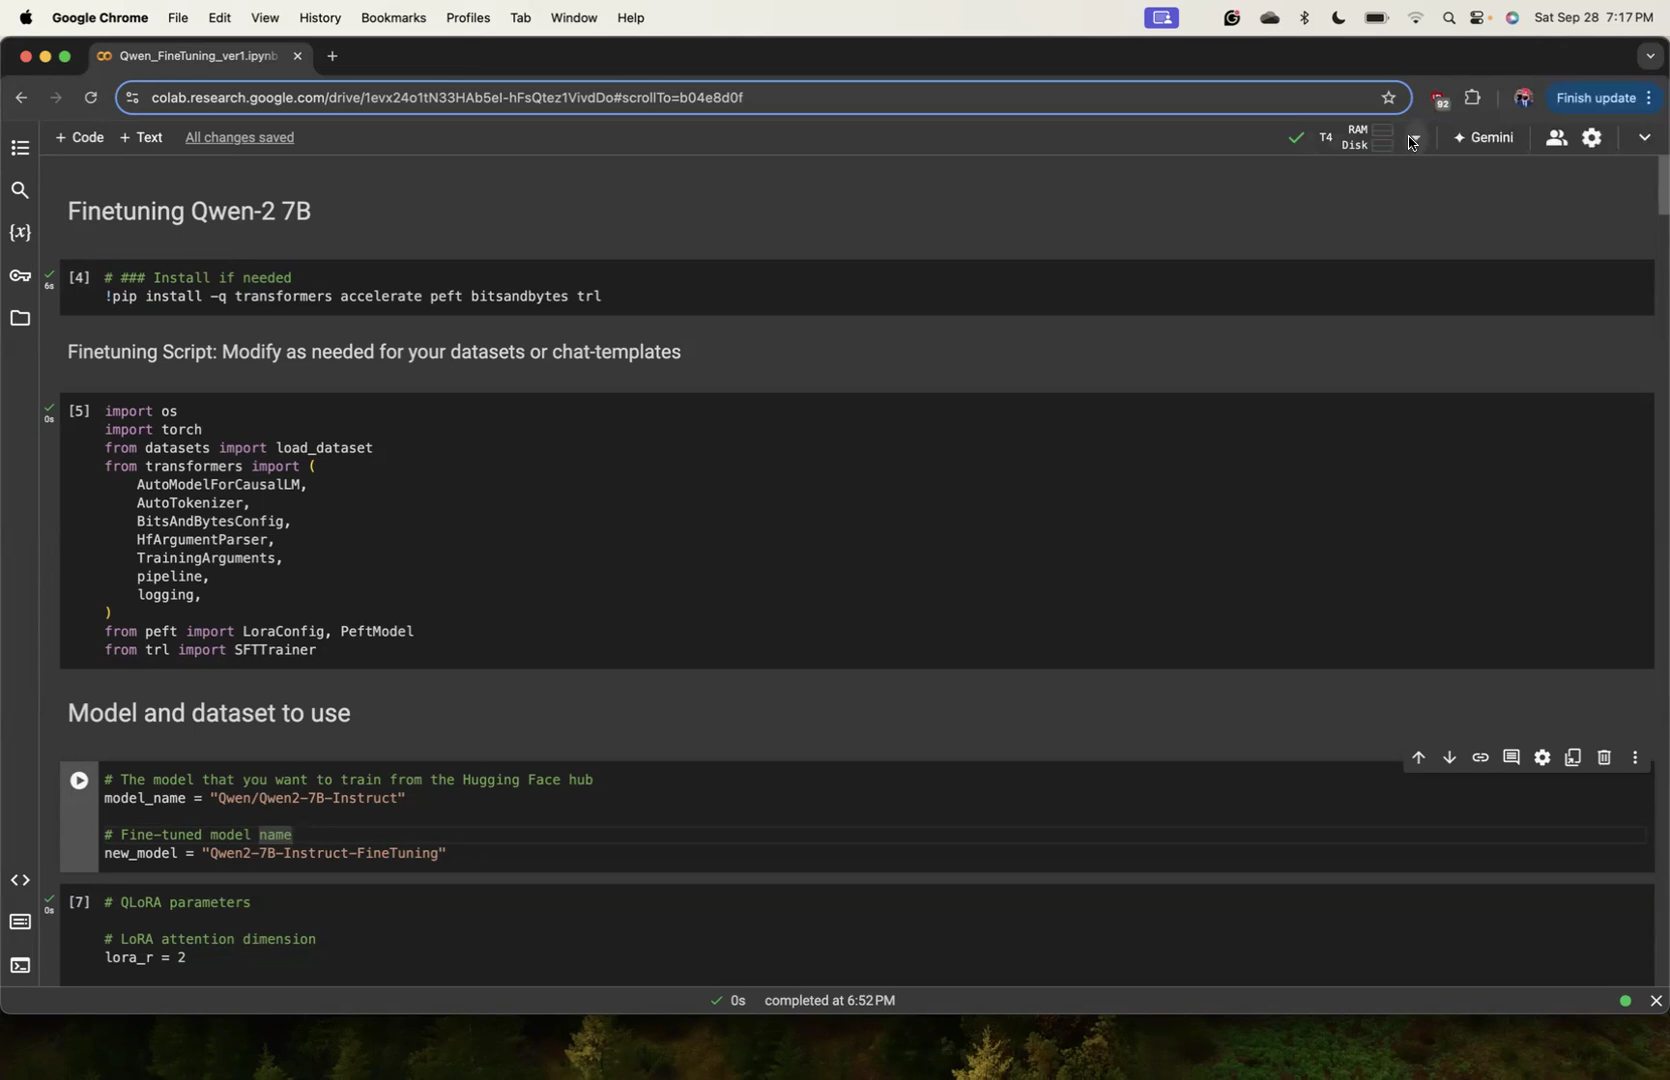 Google Chrome File Edit View History Bookmarks Profiles Tab Window Help Sat Sep 28 7:17 PM
Qwen_FineTuning_ver1.ipynb
colab.research.google.com/drive/1evx24o1tN33HAb5eI-hFsQtez1VivdDo#scrollTo=b04e8d0f 92 Finish update
+ Code + Text All changes saved T4 RAM Gemini
Disk
{x}
Finetuning Qwen-2 7B
[4] # ### Install if needed
6s
!pip install -q transformers accelerate peft bitsandbytes trl
Finetuning Script: Modify as needed for your datasets or chat-templates
[5] import os
0s
import torch
from datasets import load_dataset
from transformers import (
AutoModelForCausalLM,
AutoTokenizer,
BitsAndBytesConfig,
HfArgumentParser,
TrainingArguments,
pipeline,
logging,
)
from peft import LoraConfig, PeftModel
from trl import SFTTrainer
Model and dataset to use
# The model that you want to train from the Hugging Face hub
model_name = "Qwen/Qwen2-7B-Instruct"
# Fine-tuned model name
new_model = "Qwen2-7B-Instruct-FineTuning"
[7] # QLoRA parameters
0s
# LoRA attention dimension
lora_r = 2
0s completed at 6:52 PM